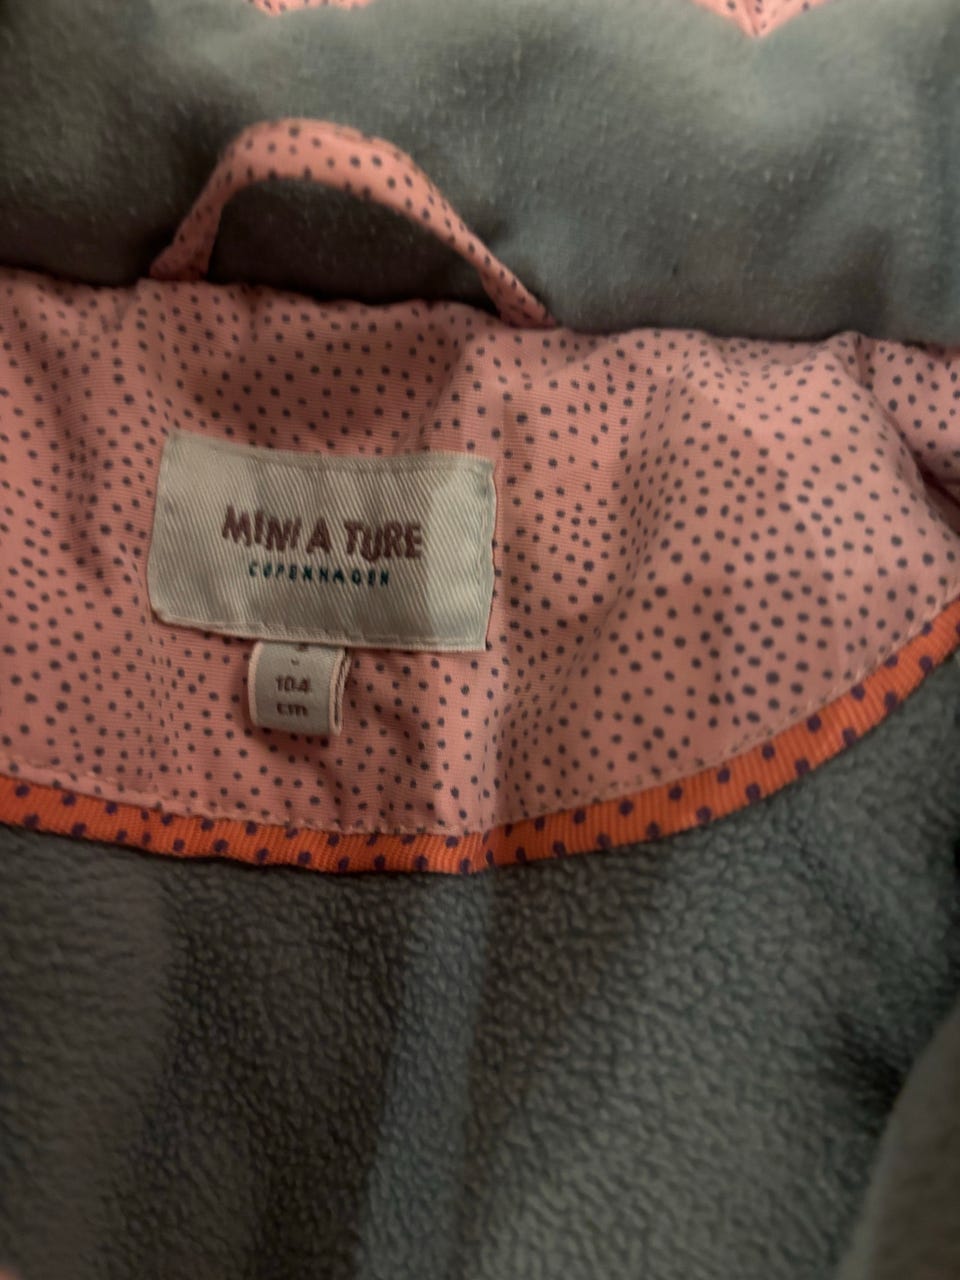 MINI A TURE
COPENHAGEN
104
cm